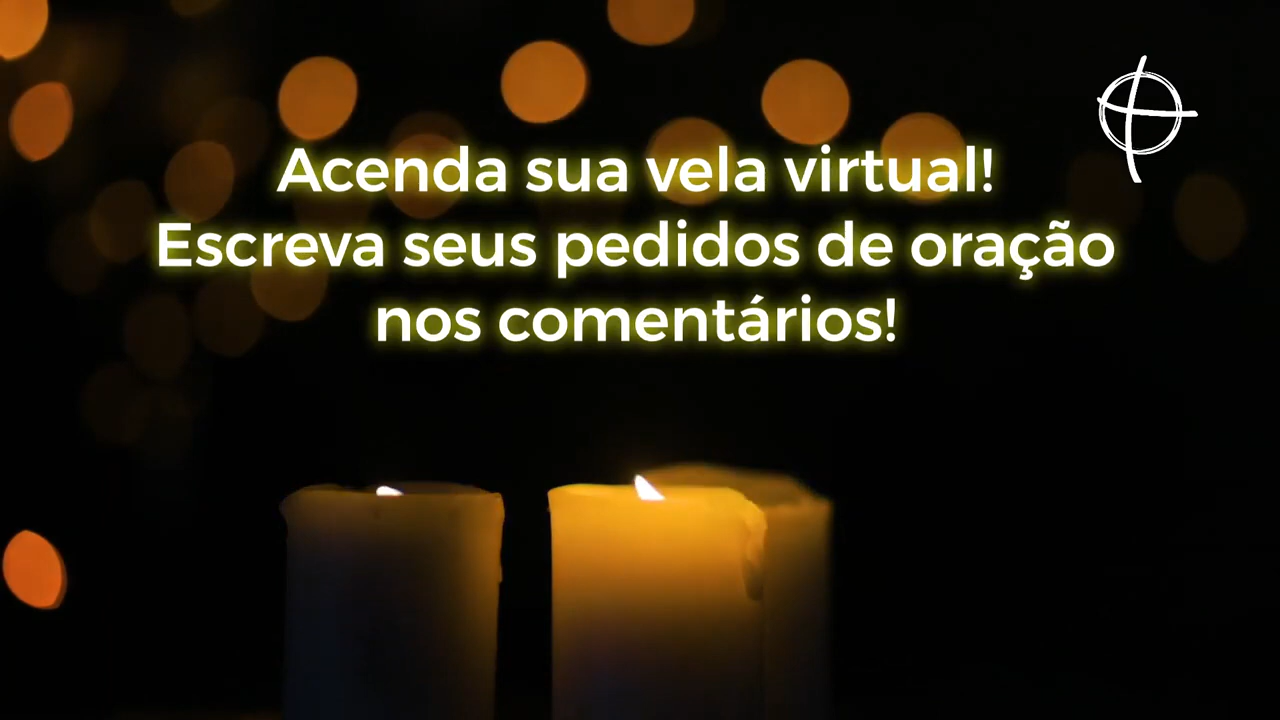 Acenda sua vela virtual!
Escreva seus pedidos de oração
nos comentários!